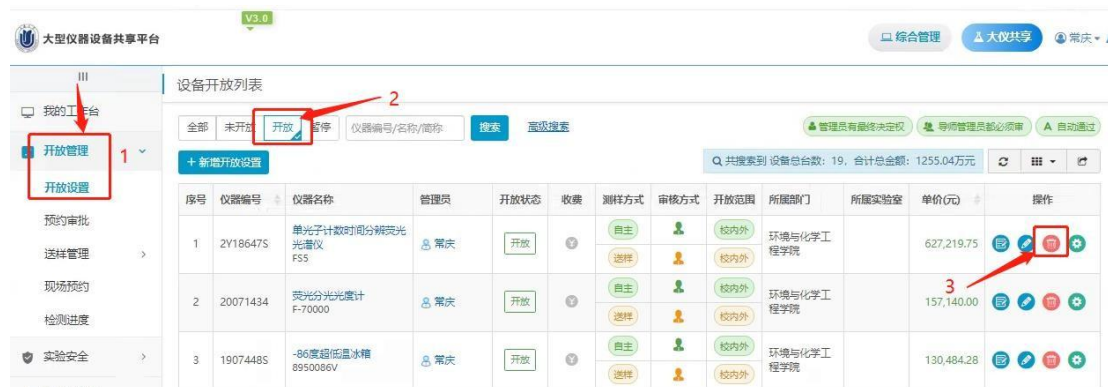 V3.0
大型仪器设备共享平台
综合管理
大仪共享
常庆
设备开放列表
我的工作台
开放管理
开放设置
预约审批
送样管理
现场预约
检测进度
实验安全
1
2
3
全部 未开放 开放 暂停 仪器编号/名称/简称 搜索 高级搜索
管理员有最终决定权 导师管理员都必须审 A 自动通过
+ 新增开放设置
共搜索到 设备总台数: 19, 合计总金额: 1255.04万元
序号 仪器编号 仪器名称 管理员 开放状态 收费 测样方式 审核方式 开放范围 所属部门 所属实验室 单价(元) 操作
1 2Y18647S 单光子计数时间分辨荧光
光谱仪
FS5
常庆 开放 自主 校内外
送样 校内外
环境与化学工
程学院
627,219.75
2 20071434 荧光分光光度计
F-70000
常庆 开放 自主 校内外
送样 校内外
环境与化学工
程学院
157,140.00
3 1907448S -86度超低温冰箱
8950086V
常庆 开放 自主 校内外
送样 校内外
环境与化学工
程学院
130,484.28